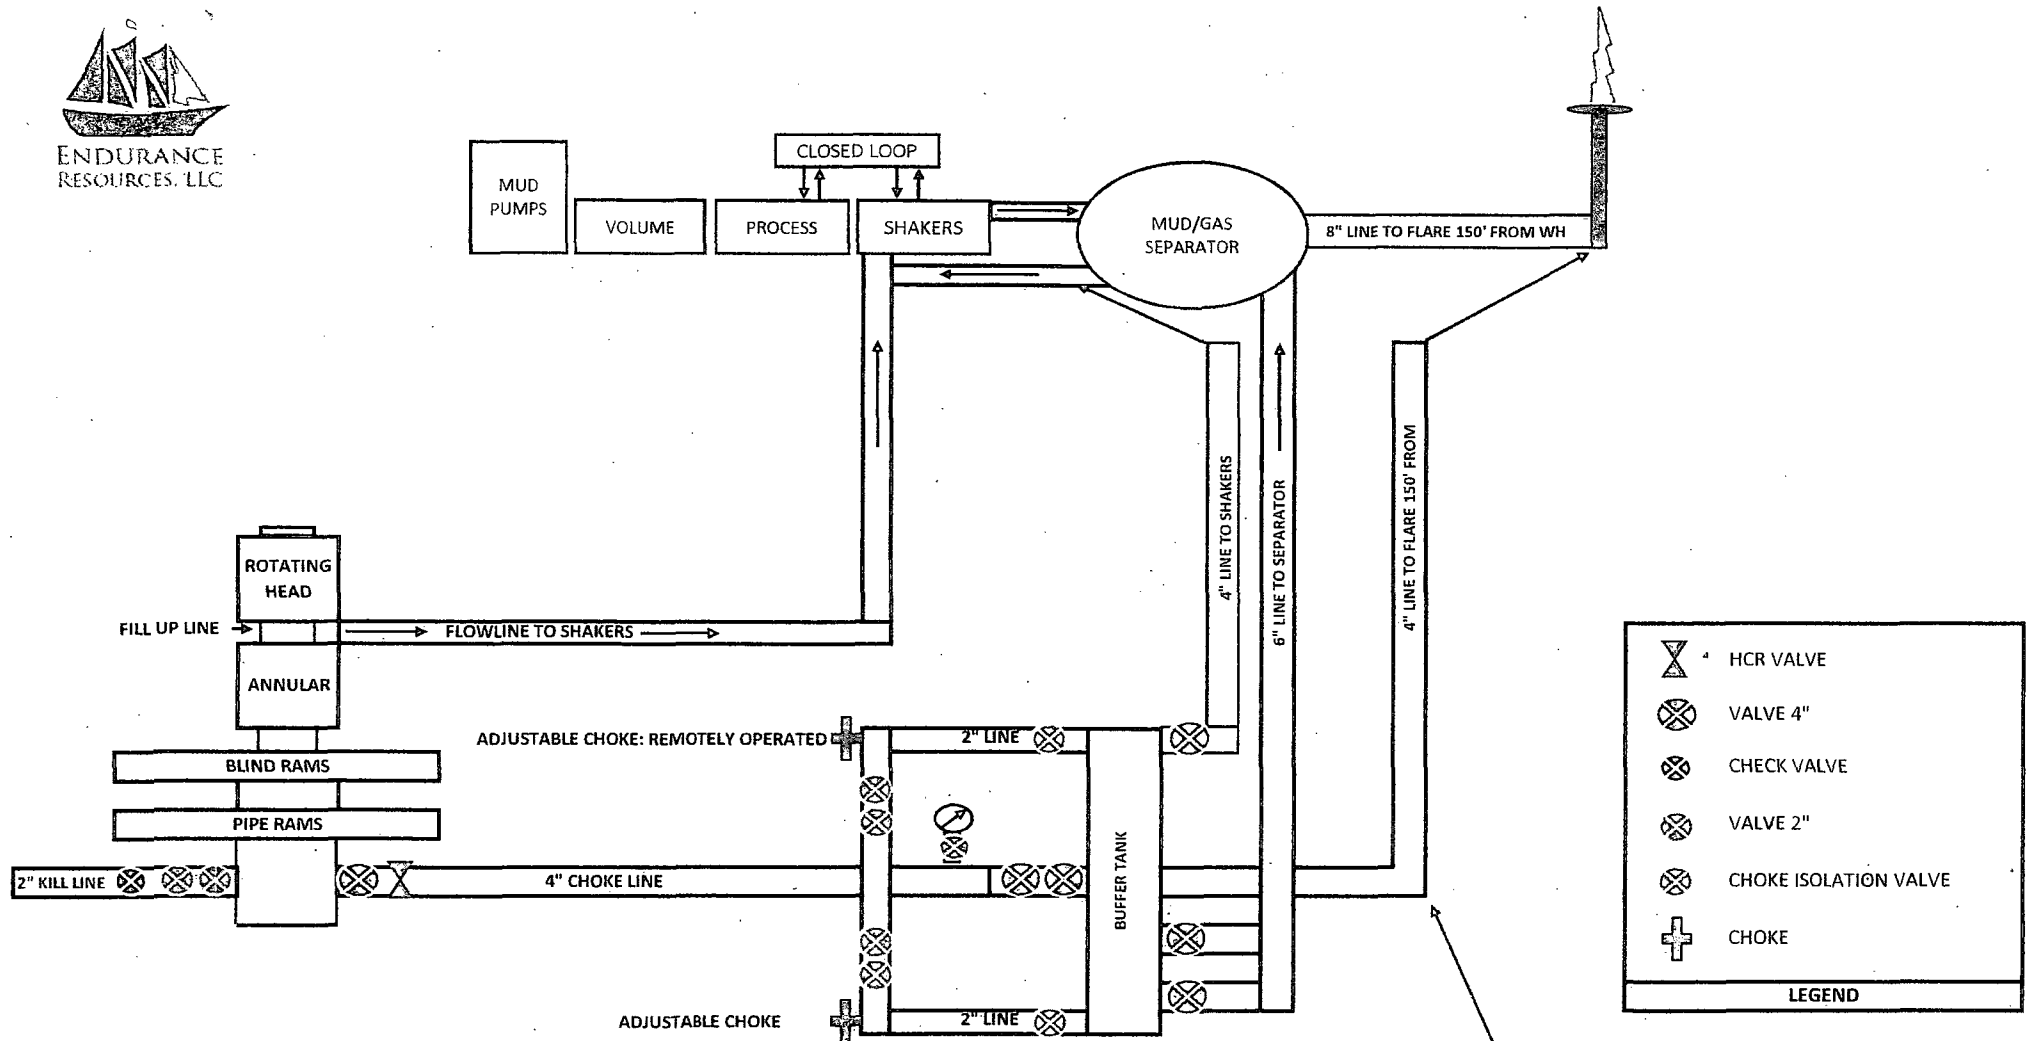 ENDURANCE
RESOURCES, LLC
CLOSED LOOP
MUD
PUMPS
VOLUME
PROCESS
SHAKERS
MUD/GAS
SEPARATOR
8" LINE TO FLARE 150' FROM WH
4" LINE TO SHAKERS
6" LINE TO SEPARATOR
4" LINE TO FLARE 150' FROM
ROTATING
HEAD
FILL UP LINE
FLOWLINE TO SHAKERS
ANNULAR
BLIND RAMS
PIPE RAMS
2" KILL LINE
4" CHOKE LINE
ADJUSTABLE CHOKE: REMOTELY OPERATED
2" LINE
BUFFER TANK
ADJUSTABLE CHOKE
2" LINE
HCR VALVE
VALVE 4"
CHECK VALVE
VALVE 2"
CHOKE ISOLATION VALVE
CHOKE
LEGEND